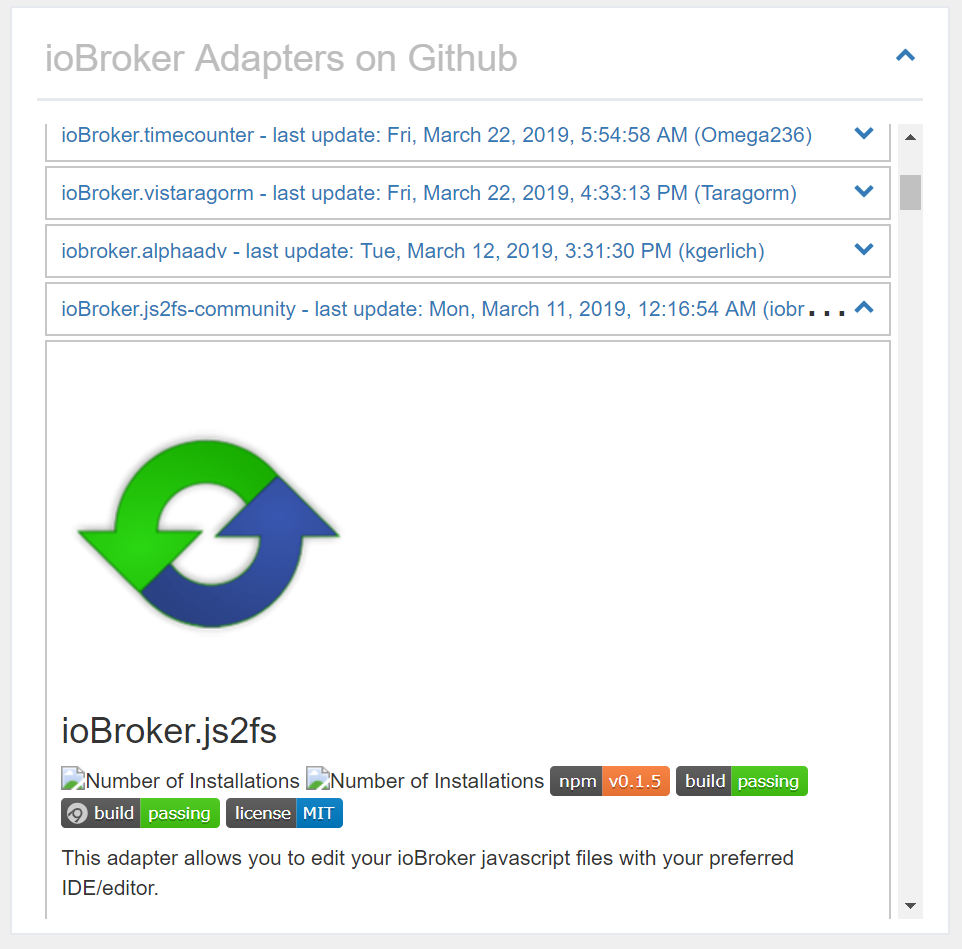 ioBroker Adapters on Github
ioBroker.timecounter - last update: Fri, March 22, 2019, 5:54:58 AM (Omega236)
ioBroker.vistaragorm - last update: Fri, March 22, 2019, 4:33:13 PM (Taragorm)
iobroker.alphaadv - last update: Tue, March 12, 2019, 3:31:30 PM (kgerlich)
ioBroker.js2fs-community - last update: Mon, March 11, 2019, 12:16:54 AM (iobr...
ioBroker.js2fs
Number of Installations Number of Installations npm v0.1.5 build passing
build passing license MIT
This adapter allows you to edit your ioBroker javascript files with your preferred
IDE/editor.